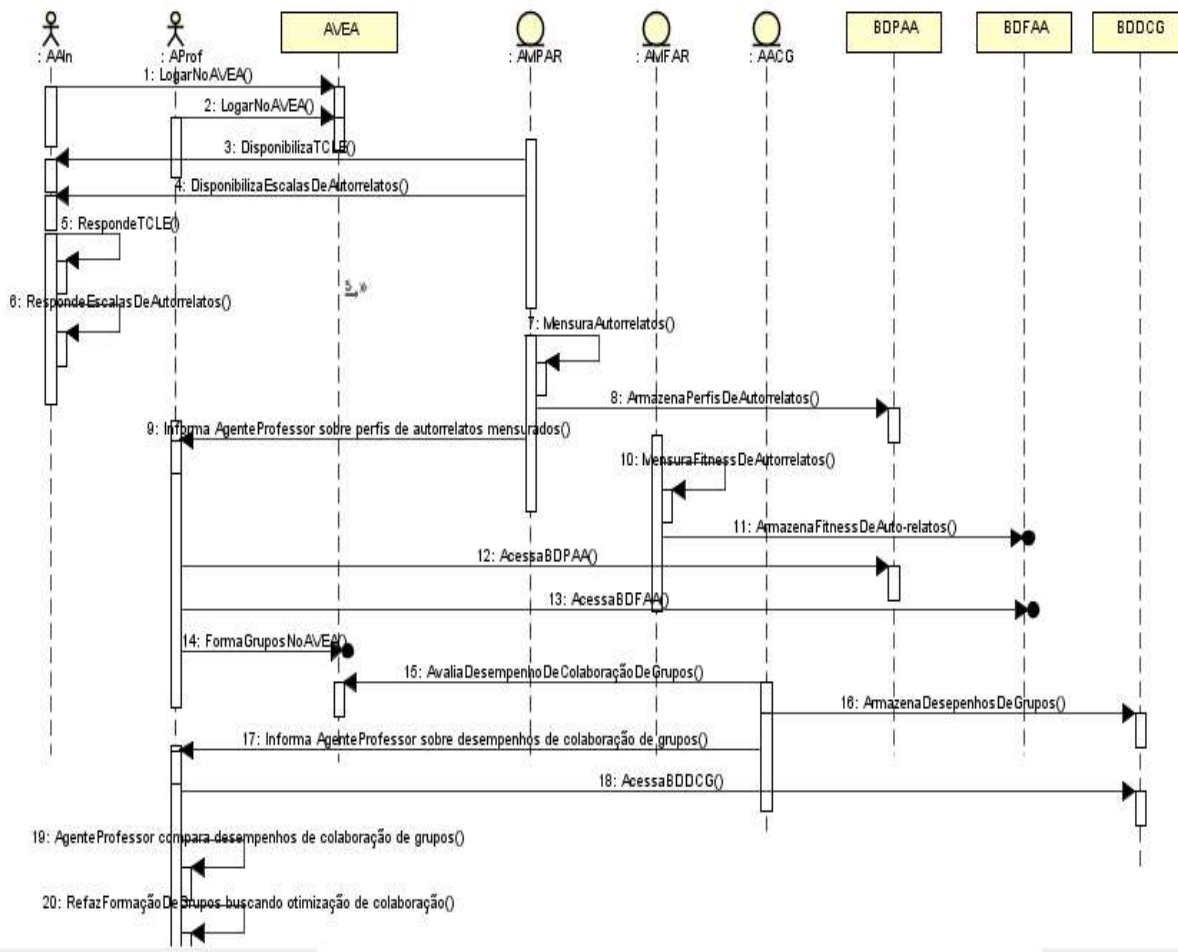 : AAln
: AProf
AVEA
: AMPAR
: AMFAR
: AACG
BDPAA
BDFAA
BDDCG
1: LogarNoAVEA()
2: LogarNoAVEA()
3: DisponibilizaTCLE()
4: DisponibilizaEscalasDeAutorrelatos()
5: RespondeTCLE()
6: RespondeEscalasDeAutorrelatos()
7: MensuraAutorrelatos()
8: ArmazenaPerfisDeAutorrelatos()
9: Informa AgenteProfessor sobre perfis de autorrelatos mensurados()
10: MensuraFitnessDeAutorrelatos()
11: ArmazenaFitnessDeAuto-relatos()
12: AcessaBDPAA()
13: AcessaBDFAA()
14: FormaGruposNoAVEA()
15: AvaliaDesempenhoDeColaboraçãoDeGrupos()
16: ArmazenaDesepenhosDeGrupos()
17: Informa AgenteProfessor sobre desempenhos de colaboração de grupos()
18: AcessaBDDCG()
19: AgenteProfessor compara desempenhos de colaboração de grupos()
20: RefazFormaçãoDeGrupos buscando otimização de colaboração()